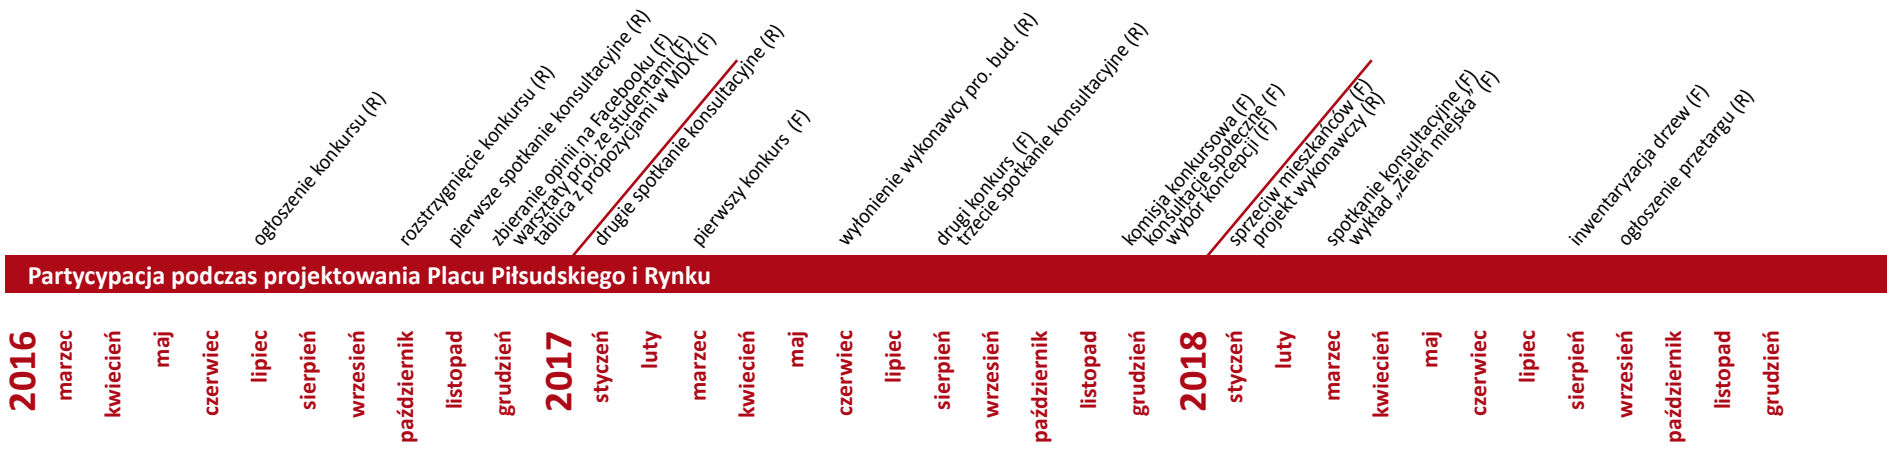 ogłoszenie konkursu (R)
rozstrzygnięcie konkursu (R)
pierwsze spotkanie konsultacyjne (R)
zbieranie opinii na Facebooku (F)
warsztaty proj. ze studentami (F)
tablica z propozycjami w MDK (F)
drugie spotkanie konsultacyjne (R)
pierwszy konkurs (F)
wyłonienie wykonawcy pro. bud. (R)
drugi konkurs (F)
trzecie spotkanie konsultacyjne (R)
komisja konkursowa (F)
konsultacje społeczne (F)
wybór koncepcji (F)
sprzeciw mieszkańców (F)
projekt wykonawczy (R)
spotkanie konsultacyjne (F)
wykład „Zieleń miejska” (F)
inwentaryzacja drzew (F)
ogłoszenie przetargu (R)
Partycypacja podczas projektowania Placu Piłsudskiego i Rynku
2016
marzec
kwiecień
maj
czerwiec
lipiec
sierpień
wrzesień
październik
listopad
grudzień
2017
styczeń
luty
marzec
kwiecień
maj
czerwiec
lipiec
sierpień
wrzesień
październik
listopad
grudzień
2018
styczeń
luty
marzec
kwiecień
maj
czerwiec
lipiec
sierpień
wrzesień
październik
listopad
grudzień